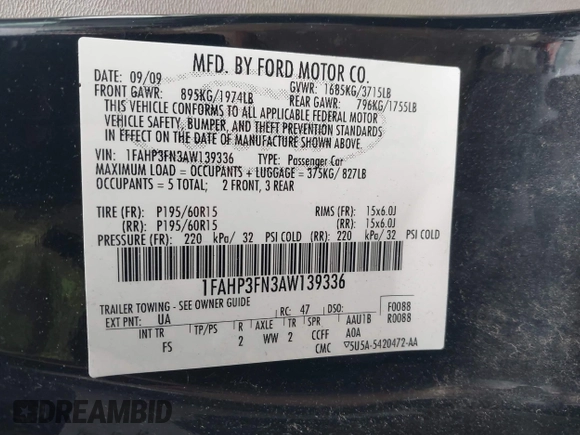 MFD. BY FORD MOTOR CO.
DATE: 09/09 GVWR: 1685KG/3715LB
FRONT GAWR: 895KG/1974LB REAR GAWR: 796KG/1755LB
THIS VEHICLE CONFORMS TO ALL APPLICABLE FEDERAL MOTOR
VEHICLE SAFETY, BUMPER, AND THEFT PREVENTION STANDARDS
IN EFFECT ON THE DATE OF MANUFACTURE SHOWN ABOVE.
VIN: 1FAHP3FN3AW139336 TYPE: Passenger Car
MAXIMUM LOAD = OCCUPANTS + LUGGAGE = 375KG/ 827LB
OCCUPANTS = 5 TOTAL; 2 FRONT, 3 REAR
TIRE (FR): P195/60R15 RIMS (FR): 15x6.0J
(RR): P195/60R15 (RR): 15x6.0J
PRESSURE (FR): 220 kPa/ 32 PSI COLD (RR): 220 kPa/ 32 PSI COLD
1FAHP3FN3AW139336
TRAILER TOWING - SEE OWNER GUIDE
EXT PNT: UA RC: 47 DSO: F0088
INT TR TP/PS R AXLE TR SPR AAU1B R0088
FS 2 WW 2 CCFF A0A
CMC 5U5A-5420472-AA
DREAMBID